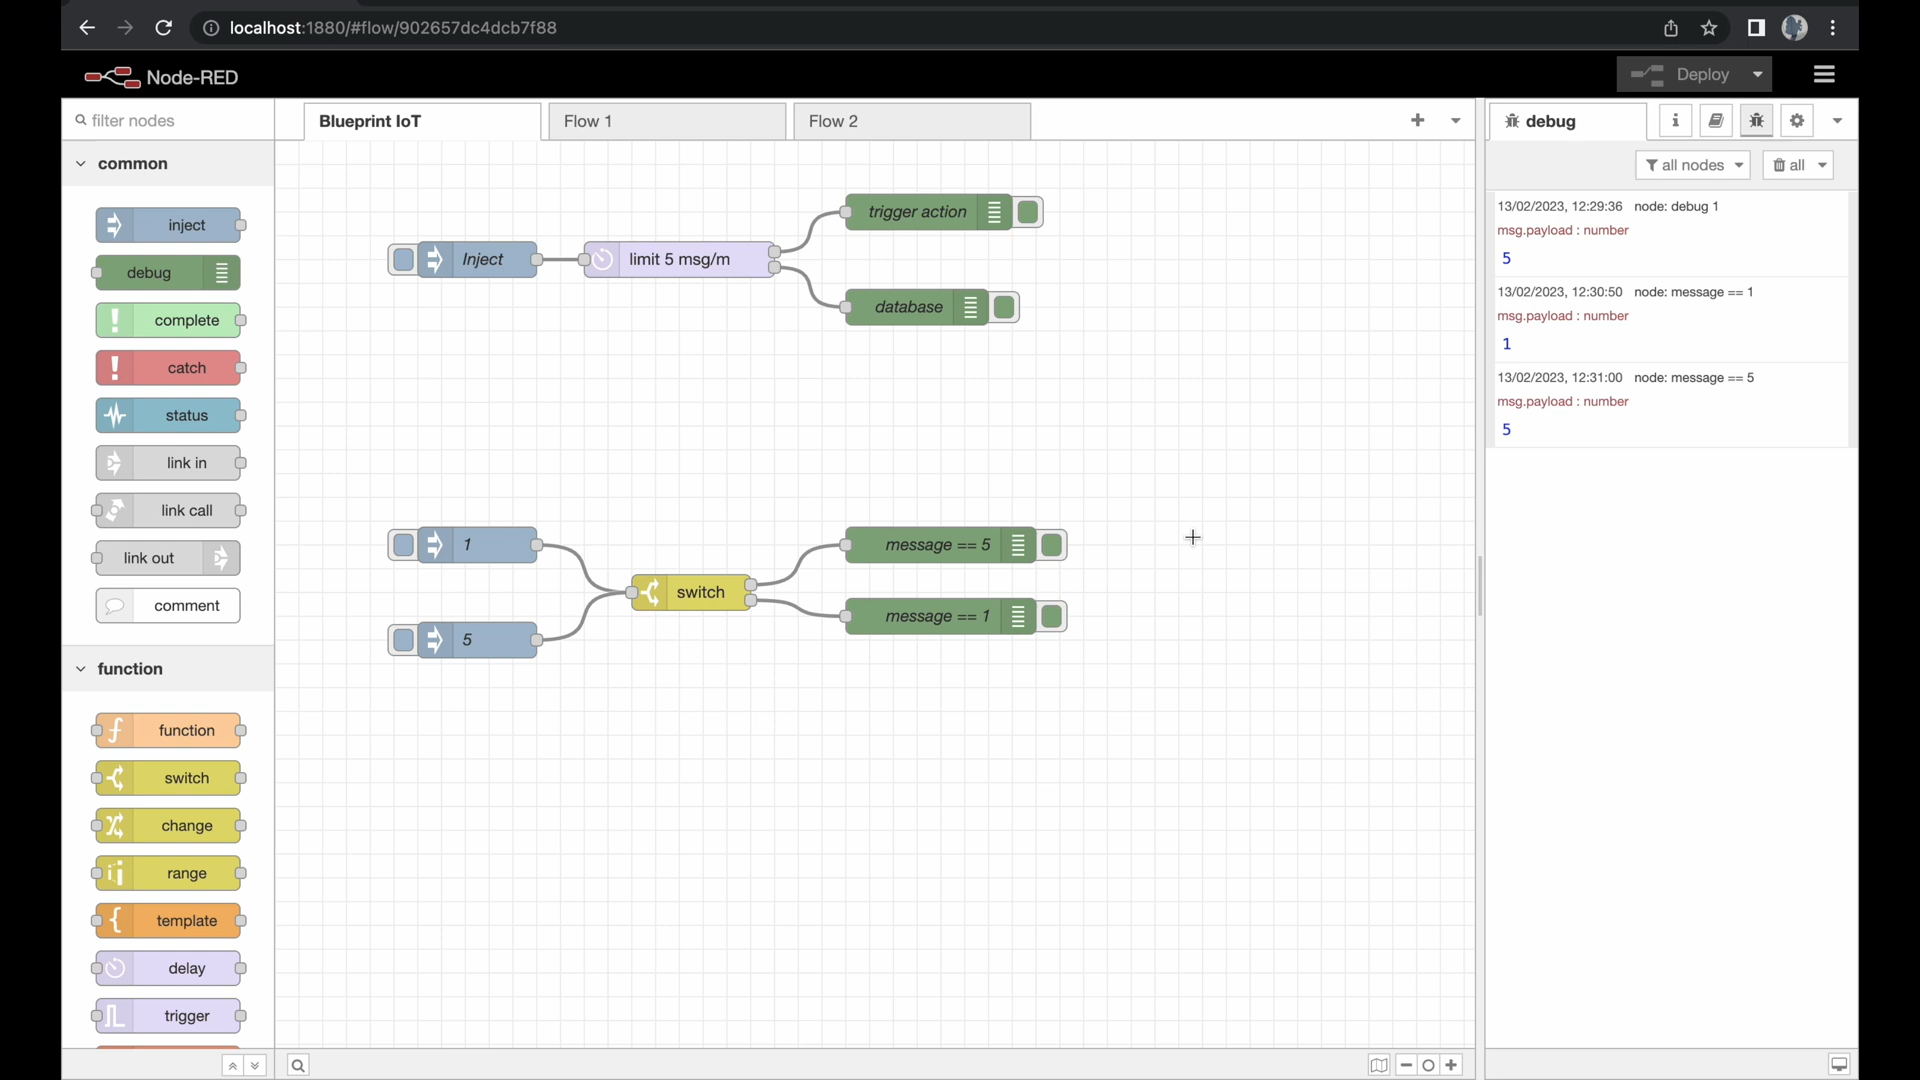 localhost:1880/#flow/902657dc4dcb7f88
Node-RED
Deploy
filter nodes
Blueprint IoT
Flow 1
Flow 2
debug
all nodes
all
common
inject
debug
complete
catch
status
link in
link call
link out
comment
function
function
switch
change
range
template
delay
trigger
Inject
limit 5 msg/m
trigger action
database
1
5
switch
message == 5
message == 1
13/02/2023, 12:29:36 node: debug 1
msg.payload : number
5
13/02/2023, 12:30:50 node: message == 1
msg.payload : number
1
13/02/2023, 12:31:00 node: message == 5
msg.payload : number
5